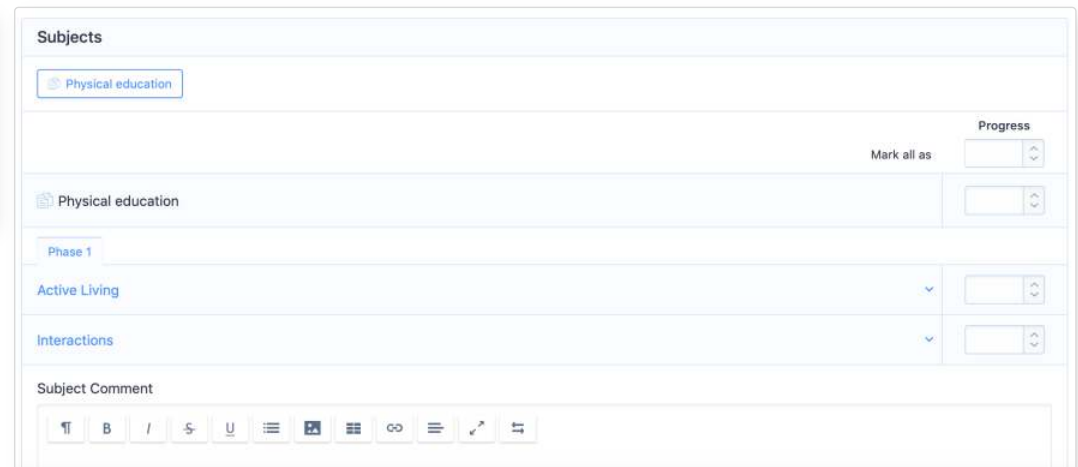 Subjects
Physical education
Progress
Mark all as
Physical education
Phase 1
Active Living
Interactions
Subject Comment
¶ B I S U